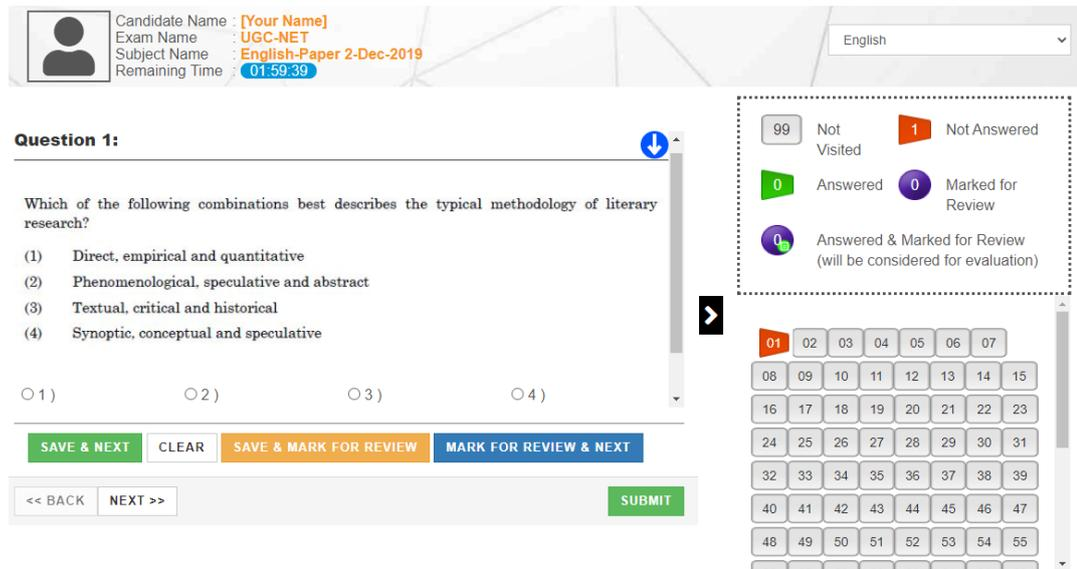 Candidate Name : [Your Name]
Exam Name : UGC-NET
Subject Name : English-Paper 2-Dec-2019
Remaining Time : 01:59:39
English
Question 1:
Which of the following combinations best describes the typical methodology of literary
research?
(1) Direct, empirical and quantitative
(2) Phenomenological, speculative and abstract
(3) Textual, critical and historical
(4) Synoptic, conceptual and speculative
1 )
2 )
3 )
4 )
SAVE & NEXT
CLEAR
SAVE & MARK FOR REVIEW
MARK FOR REVIEW & NEXT
<< BACK
NEXT >>
SUBMIT
99 Not
Visited
1 Not Answered
0 Answered
0 Marked for
Review
0 Answered & Marked for Review
(will be considered for evaluation)
01 02 03 04 05 06 07
08 09 10 11 12 13 14 15
16 17 18 19 20 21 22 23
24 25 26 27 28 29 30 31
32 33 34 35 36 37 38 39
40 41 42 43 44 45 46 47
48 49 50 51 52 53 54 55